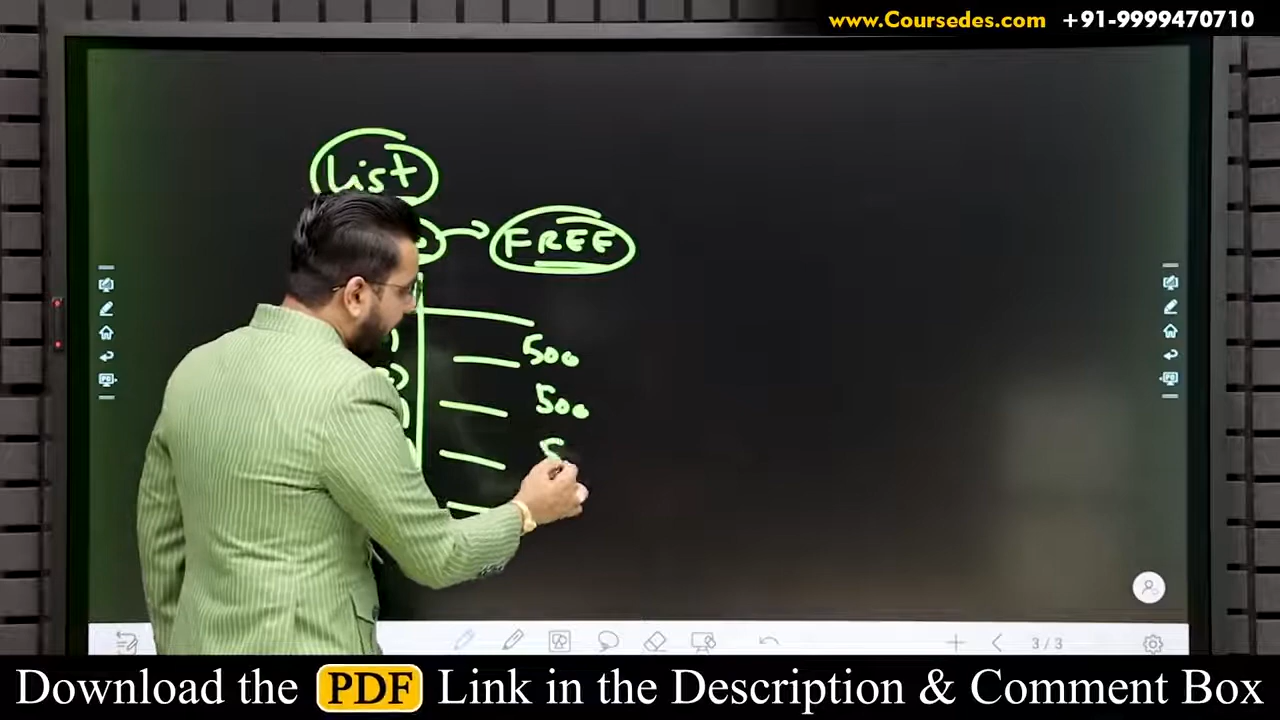 www.Coursedes.com +91-9999470710
List
FREE
500
500
3/3
Download the PDF Link in the Description & Comment Box